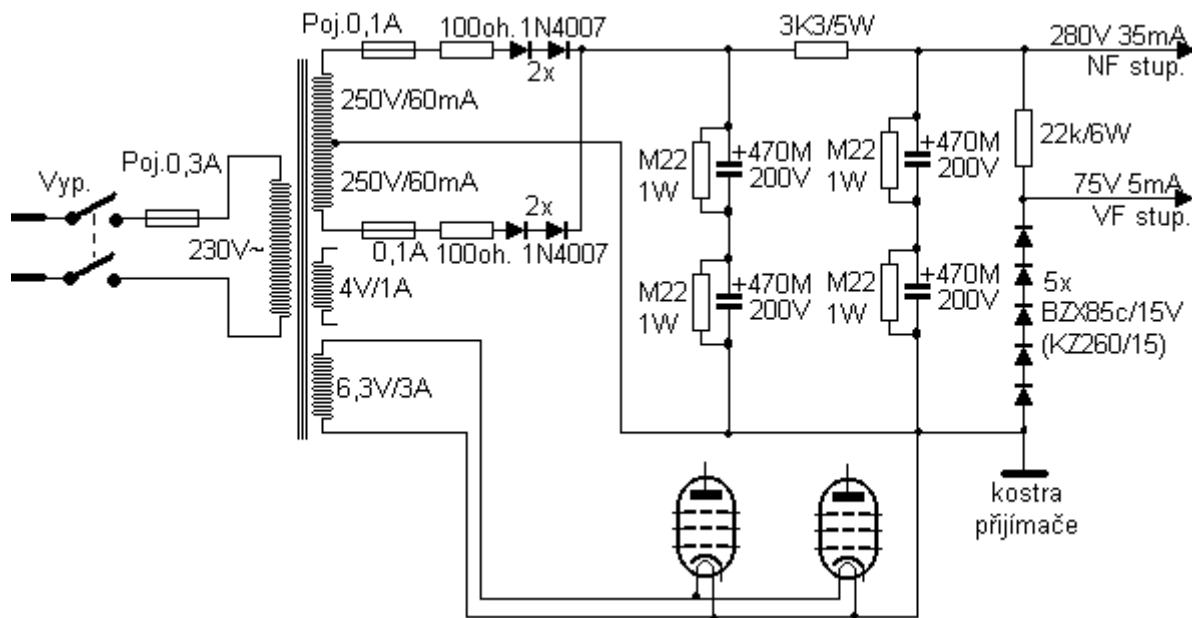 Poj.0,1A
100oh. 1N4007
2x
3K3/5W
280V 35mA
NF stup.
250V/60mA
22k/6W
Poj.0,3A
M22
1W
+470M
200V
M22
1W
+470M
200V
Vyp.
250V/60mA
75V 5mA
VF stup.
2x
230V~
0,1A
100oh. 1N4007
4V/1A
M22
1W
+470M
200V
M22
1W
+470M
200V
5x
BZX85c/15V
(KZ260/15)
6,3V/3A
kostra
přijímače